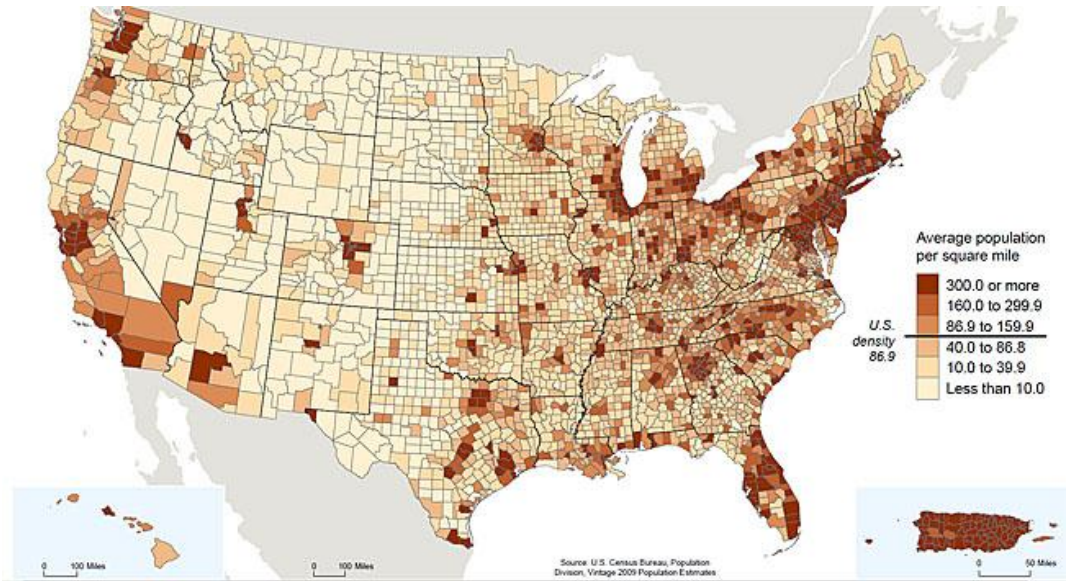 Average population
per square mile
300.0 or more
160.0 to 299.9
86.9 to 159.9
U.S.
density
86.9
40.0 to 86.8
10.0 to 39.9
Less than 10.0
0 100 Miles
0 100 Miles
Source: U.S. Census Bureau, Population
Division, Vintage 2009 Population Estimates
0 50 Miles